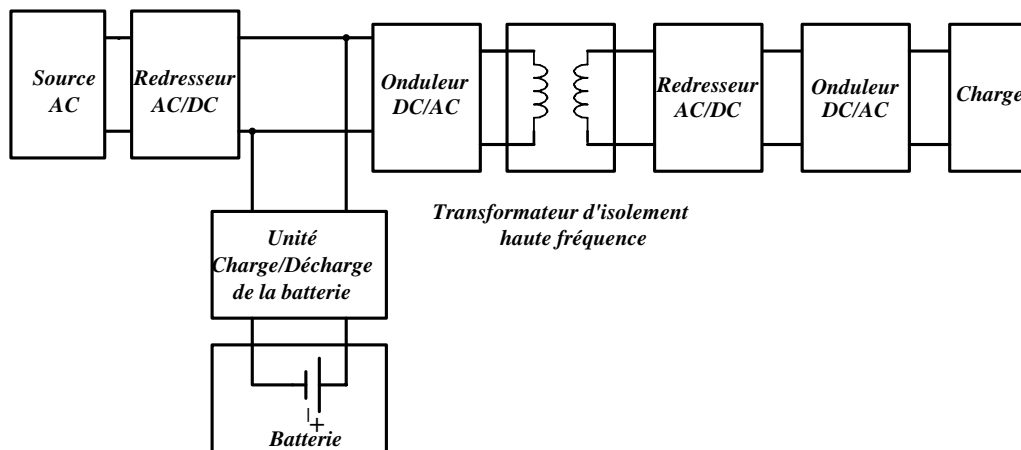 Source
AC
Redresseur
AC/DC
Onduleur
DC/AC
Redresseur
AC/DC
Onduleur
DC/AC
Charge
Transformateur d'isolement
haute fréquence
Unité
Charge/Décharge
de la batterie
+
Batterie